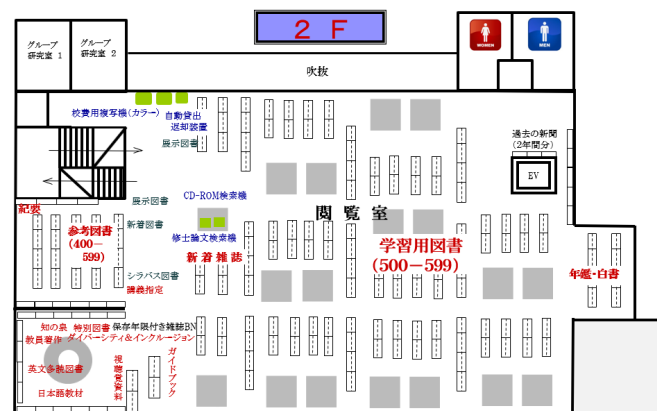 ２Ｆ
グループ
研究室 1
グループ
研究室 2
WOMEN
MEN
吹抜
校費用複写機(カラー)
自動貸出
返却装置
展示図書
過去の新聞
(2年間分)
EV
CD-ROM検索機
展示図書
紀要
閲覧室
新着図書
参考図書
(400－
599)
修士論文検索機
学習用図書
(500－599)
新着雑誌
シラバス図書
講義指定
年鑑・白書
知の泉
特別図書
保存年限付き雑誌BN
教員著作
ダイバーシティ&インクルージョン
ガイドブック
視聴覚資料
英文多読図書
日本語教材